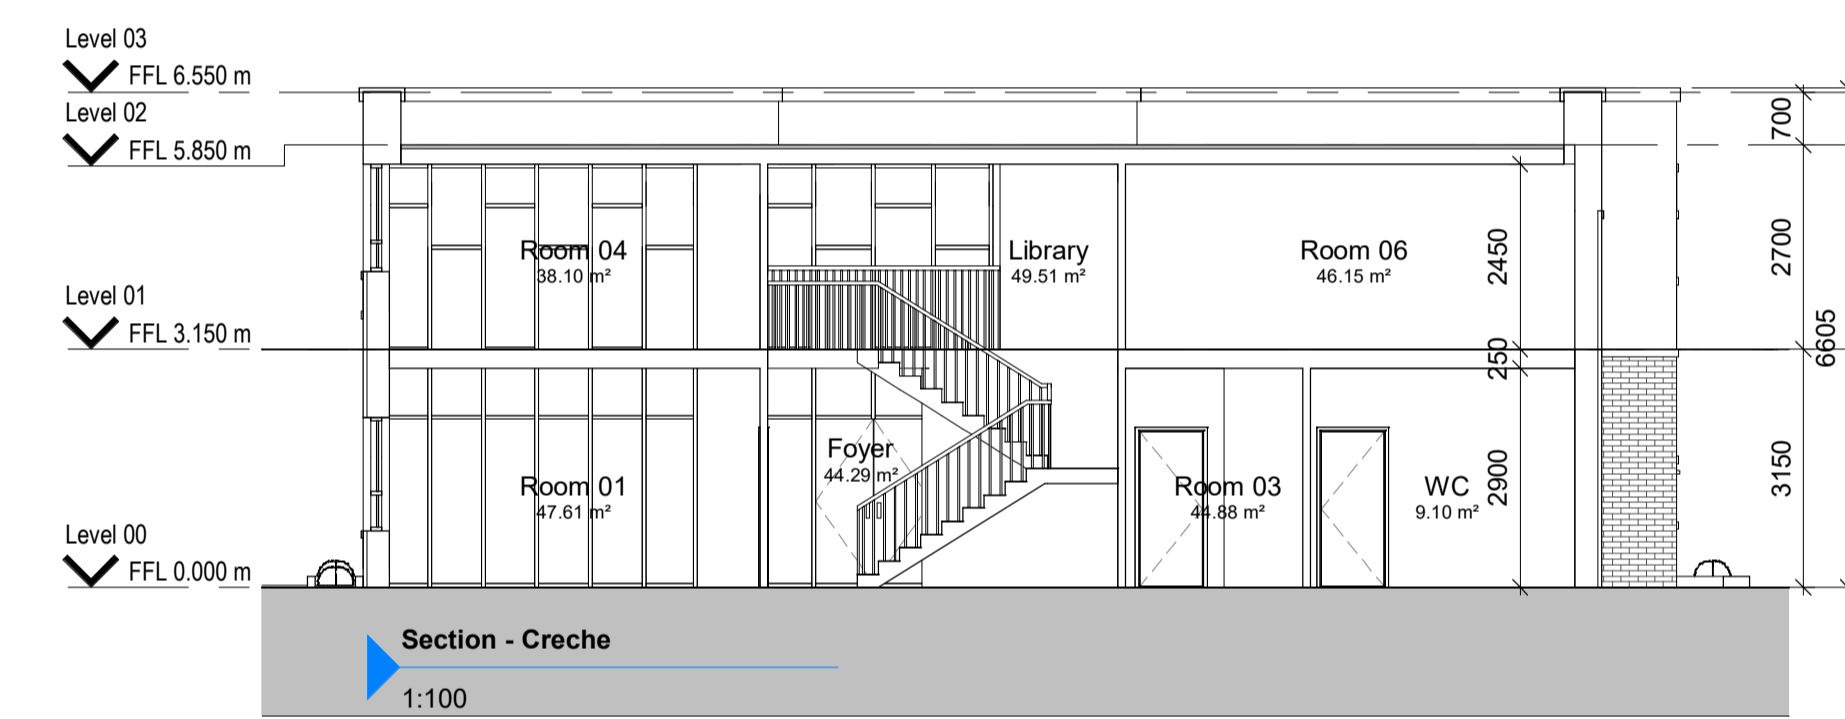 Level 03
FFL 6.550 m
Level 02
FFL 5.850 m
Level 01
FFL 3.150 m
Level 00
FFL 0.000 m
Room 04
38.10 m²
Library
49.51 m²
Room 06
46.15 m²
Room 01
47.61 m²
Foyer
44.29 m²
Room 03
44.88 m²
WC
9.10 m²
2450
250
2900
700
2700
3150
6605
Section - Creche
1:100